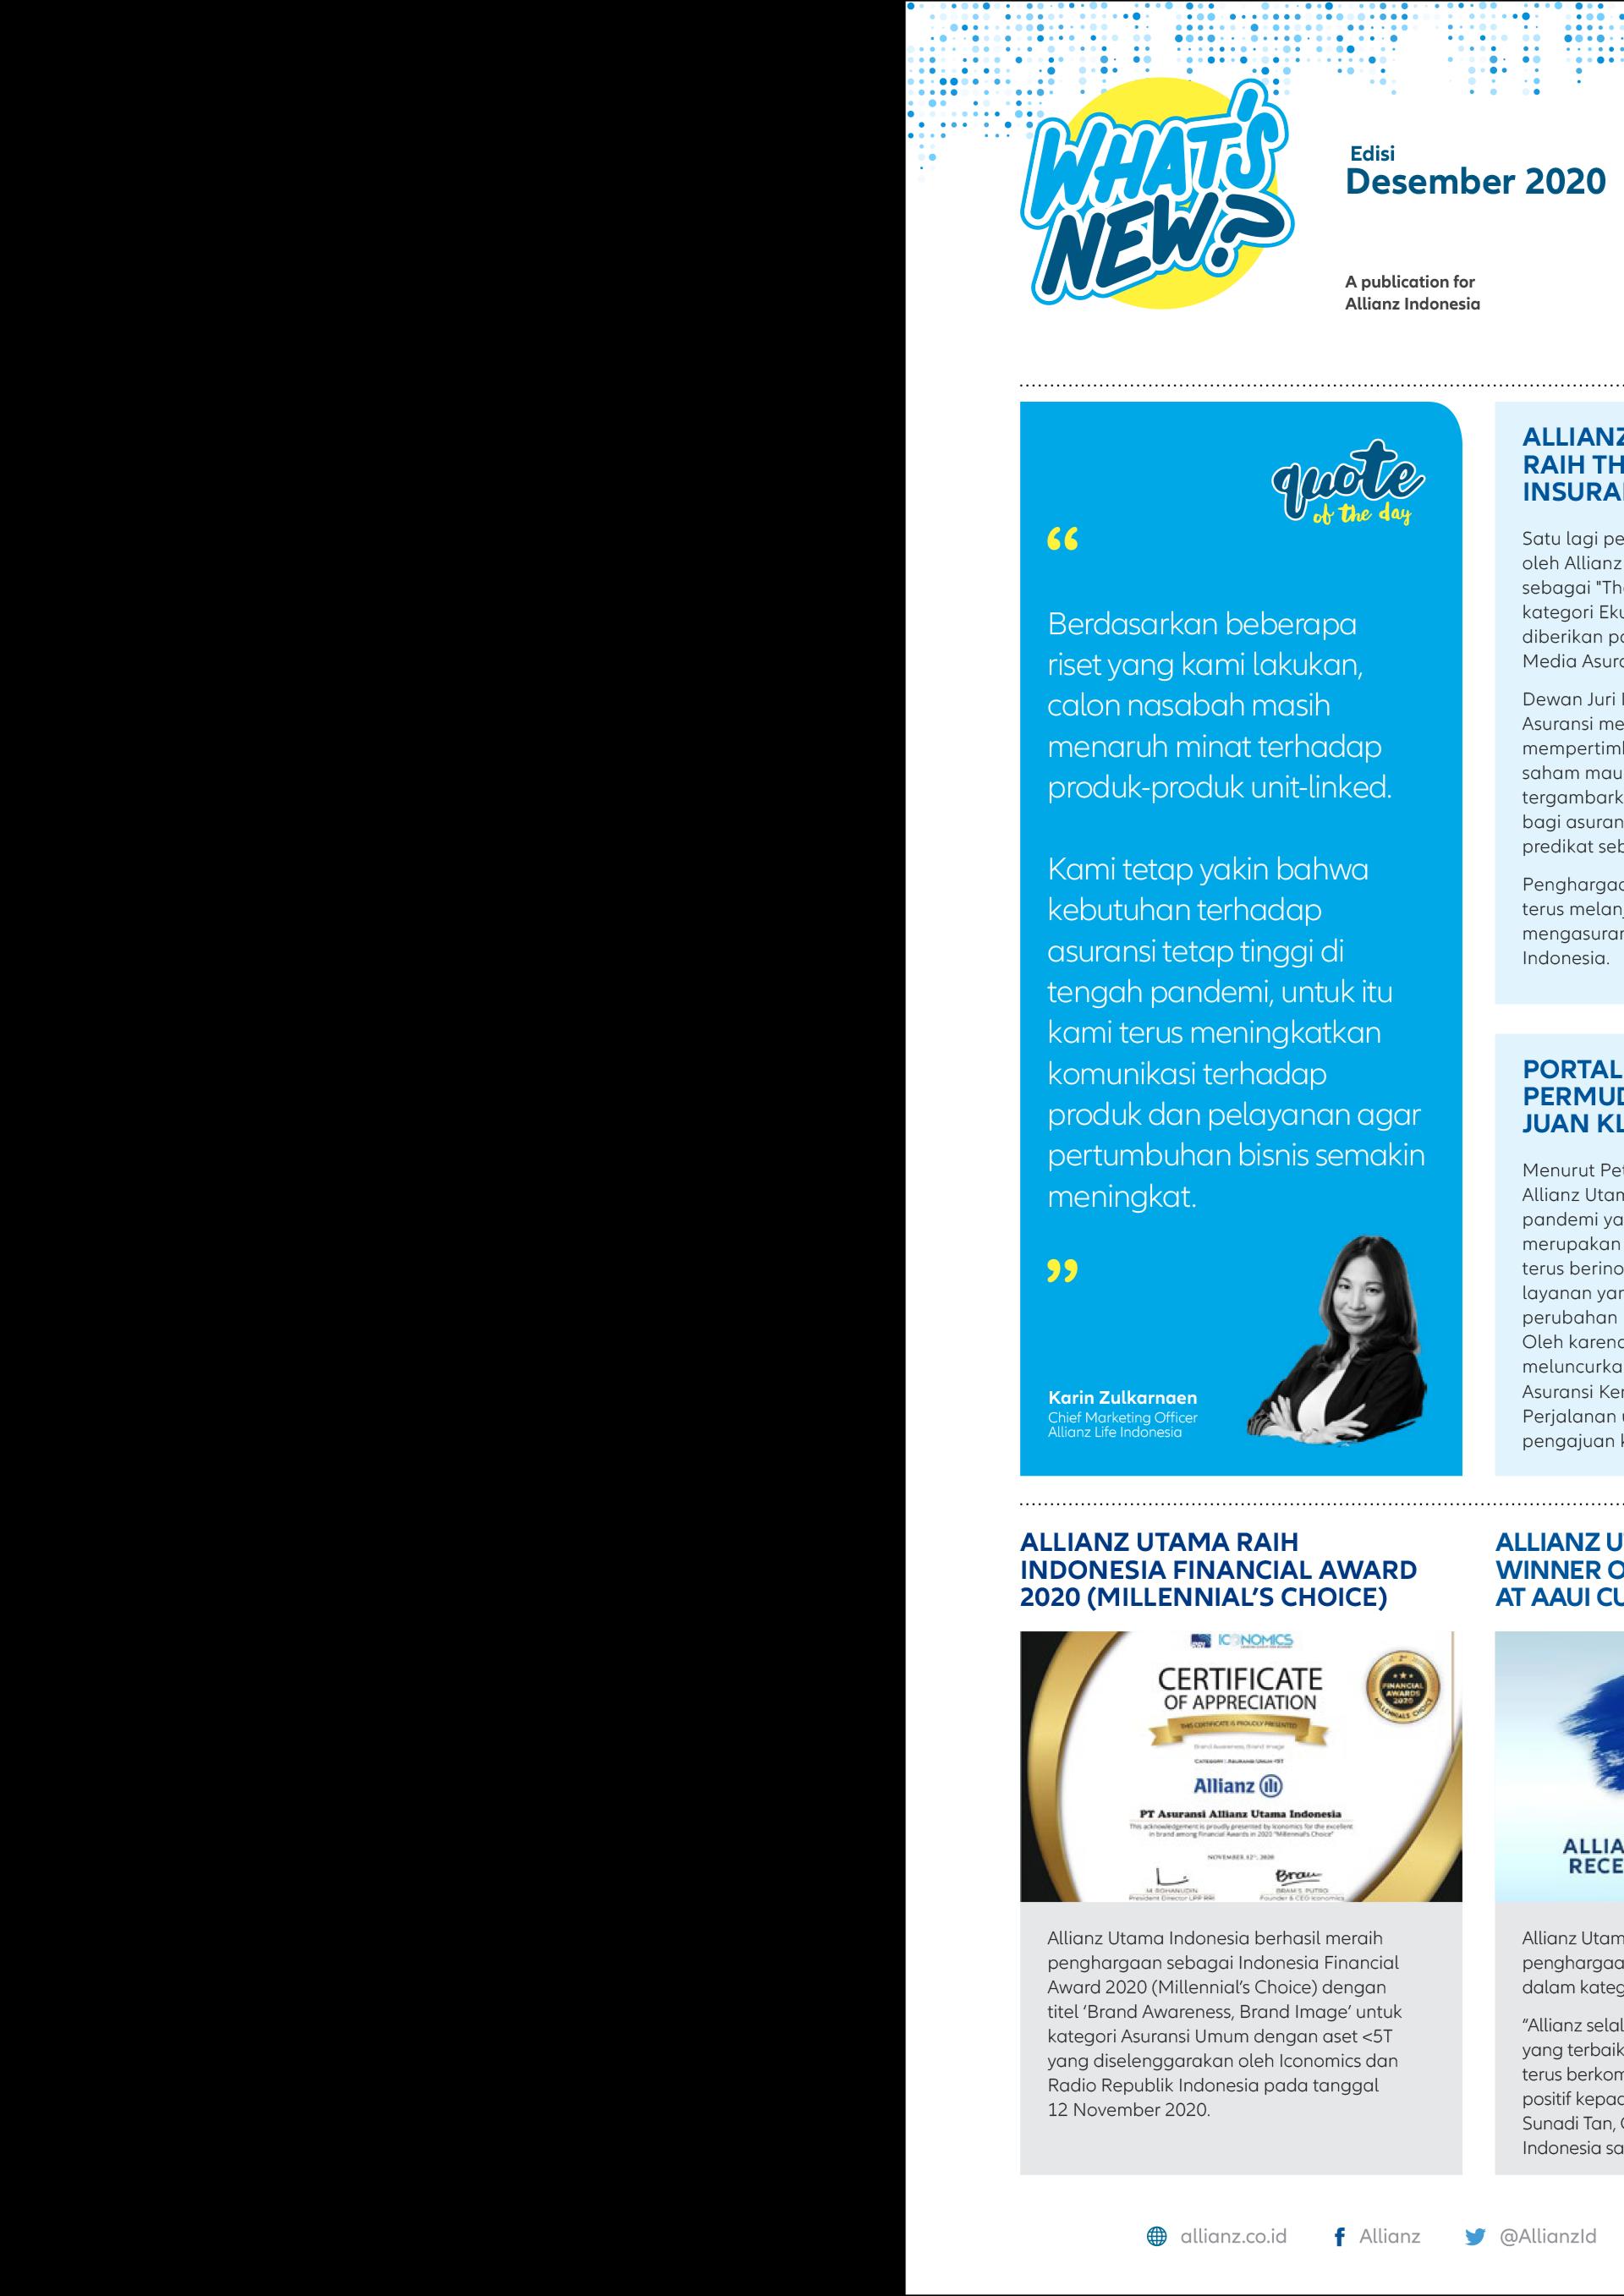 WHAT'S
NEW?
Edisi
Desember 2020
A publication for
Allianz Indonesia
quote
of the day
“
Berdasarkan beberapa
riset yang kami lakukan,
calon nasabah masih
menaruh minat terhadap
produk-produk unit-linked.
Kami tetap yakin bahwa
kebutuhan terhadap
asuransi tetap tinggi di
tengah pandemi, untuk itu
kami terus meningkatkan
komunikasi terhadap
produk dan pelayanan agar
pertumbuhan bisnis semakin
meningkat.
”
Karin Zulkarnaen
Chief Marketing Officer
Allianz Life Indonesia
ALLIANZ
RAIH TH
INSURA
Satu lagi pe
oleh Allianz
sebagai "Th
kategori Eku
diberikan pa
Media Asura
Dewan Juri
Asuransi me
mempertim
saham mau
tergambark
bagi asuran
predikat seb
Penghargaa
terus melan
mengasuran
Indonesia.
PORTAL
PERMUD
JUAN KL
Menurut Pet
Allianz Utam
pandemi ya
merupakan
terus berino
layanan yan
perubahan
Oleh karena
meluncurka
Asuransi Ken
Perjalanan u
pengajuan k
ALLIANZ UTAMA RAIH
INDONESIA FINANCIAL AWARD
2020 (MILLENNIAL’S CHOICE)
ICONOMICS
CERTIFICATE
OF APPRECIATION
THIS CERTIFICATE IS PROUDLY PRESENTED
Brand Awareness, Brand Image
CATEGORY : ASURANSI UMUM <5T
Allianz
PT Asuransi Allianz Utama Indonesia
This acknowledgement is proudly presented by Iconomics for the excellent
in brand among Financial Awards in 2020 "Millennial's Choice"
NOVEMBER 12th, 2020
M. ROHANUDIN
President Director LPP RRI
BRAM S. PUTRO
Founder & CEO Iconomics
2nd
FINANCIAL
AWARDS
2020
MILLENNIALS CHOICE
Allianz Utama Indonesia berhasil meraih
penghargaan sebagai Indonesia Financial
Award 2020 (Millennial’s Choice) dengan
titel ‘Brand Awareness, Brand Image’ untuk
kategori Asuransi Umum dengan aset <5T
yang diselenggarakan oleh Iconomics dan
Radio Republik Indonesia pada tanggal
12 November 2020.
ALLIANZ U
WINNER O
AT AAUI CU
ALLIA
RECE
Allianz Utam
penghargaa
dalam kateg
“Allianz selal
yang terbaik
terus berkom
positif kepad
Sunadi Tan, C
Indonesia sa
allianz.co.id
Allianz
@AllianzId